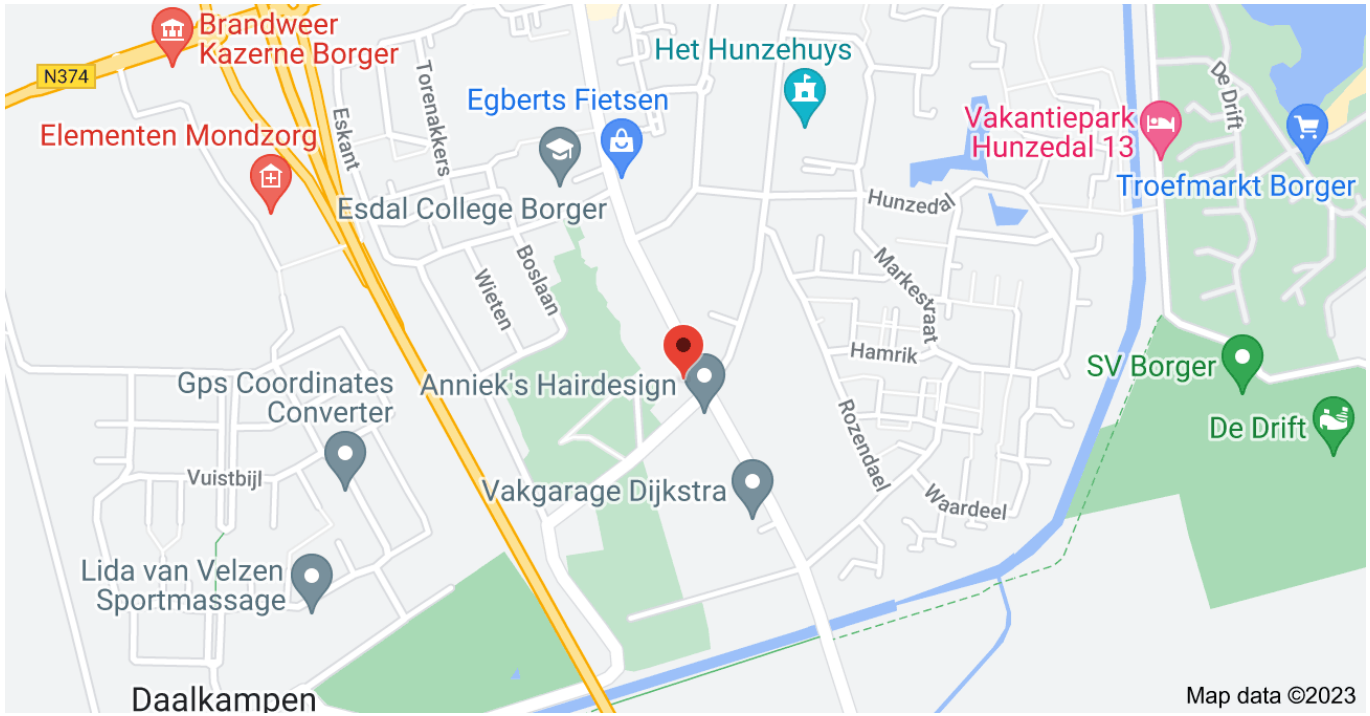 Brandweer
Kazerne Borger
N374
Elementen Mondzorg
Eskant
Torenakkers
Egberts Fietsen
Het Hunzehuys
Vakantiepark
Hunzedal 13
De Drift
Troefmarkt Borger
Esdal College Borger
Hunzedal
Boslaan
Wieten
Markestraat
Hamrik
Anniek's Hairdesign
Gps Coordinates
Converter
SV Borger
De Drift
Rozendael
Vuistbijl
Vakgarage Dijkstra
Waardeel
Lida van Velzen
Sportmassage
Daalkampen
Map data ©2023